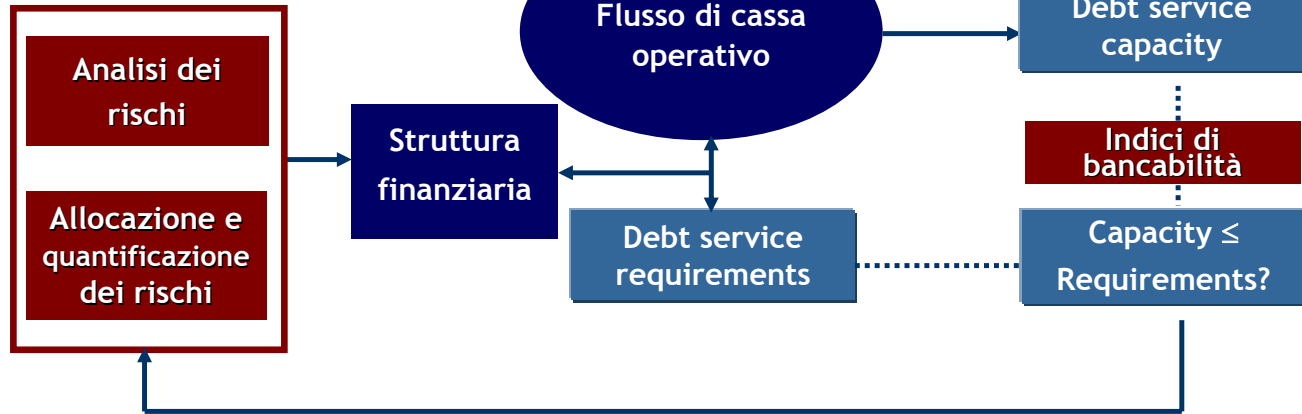 Analisi dei
rischi
Allocazione e
quantificazione
dei rischi
Struttura
finanziaria
Flusso di cassa
operativo
Debt service
requirements
Debt service
capacity
Indici di
bancabilità
Capacity ≤
Requirements?